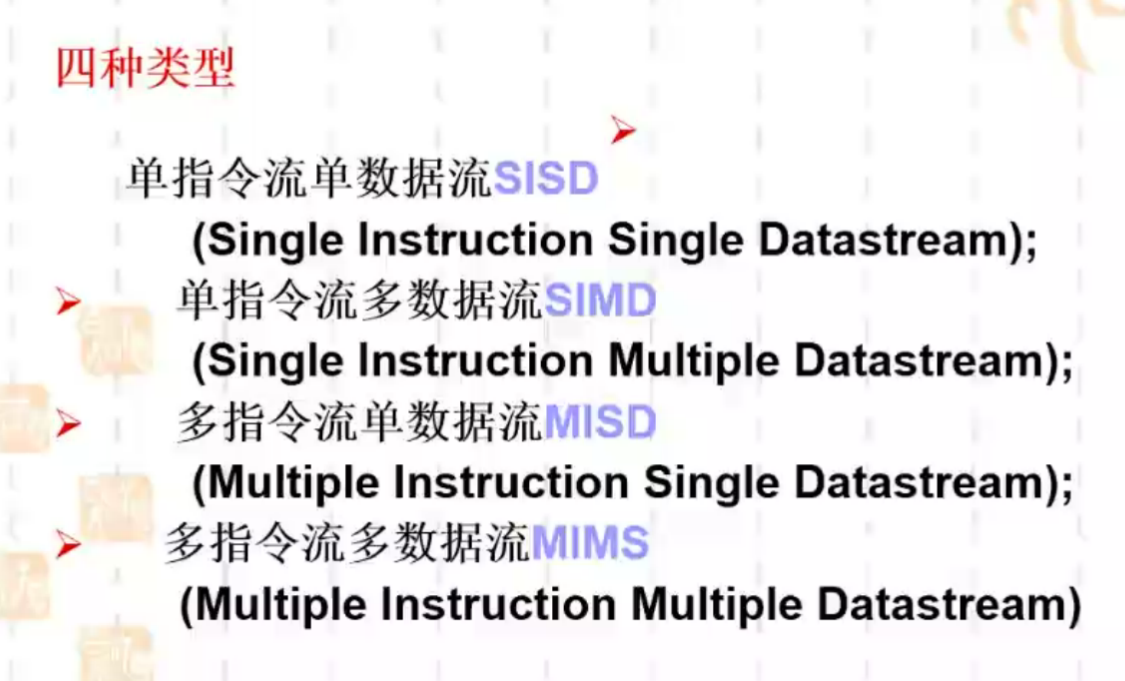 四种类型
单指令流单数据流SISD
(Single Instruction Single Datastream);
单指令流多数据流SIMD
(Single Instruction Multiple Datastream);
多指令流单数据流MISD
(Multiple Instruction Single Datastream);
多指令流多数据流MIMS
(Multiple Instruction Multiple Datastream)